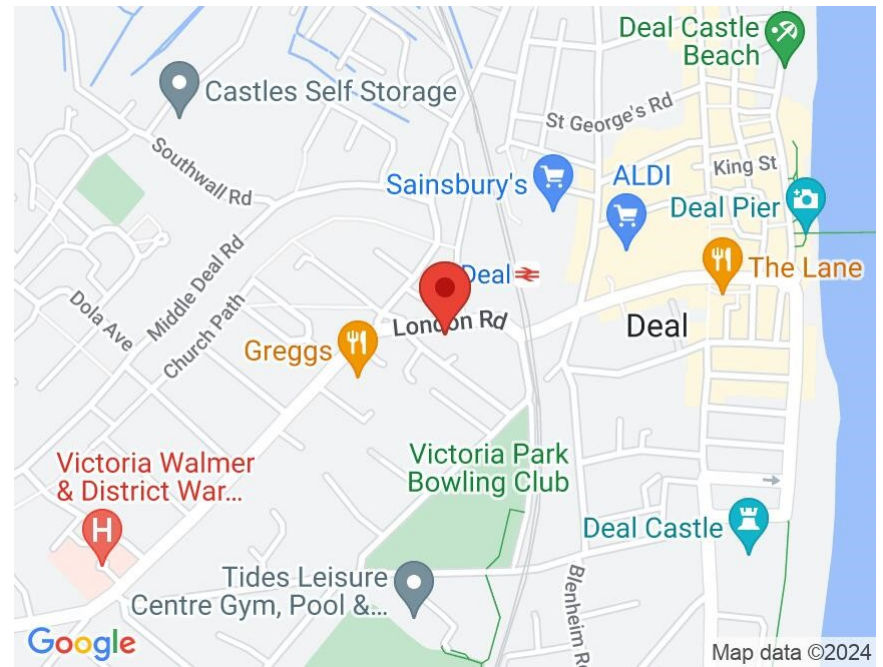 Deal Castle
Beach
Castles Self Storage
St George's Rd
Southwall Rd
King St
Sainsbury's
ALDI
Deal Pier
Middle Deal Rd
Deal
The Lane
Dola Ave
Church Path
London Rd
Deal
Greggs
Victoria Park
Bowling Club
Victoria Walmer
& District War...
H
Deal Castle
Tides Leisure
Centre Gym, Pool &...
Blenheim Rd
Google
Map data ©2024